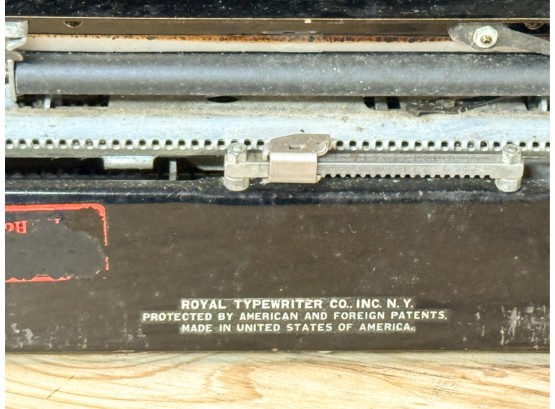 ROYAL TYPEWRITER CO., INC. N.Y.
PROTECTED BY AMERICAN AND FOREIGN PATENTS.
MADE IN UNITED STATES OF AMERICA.